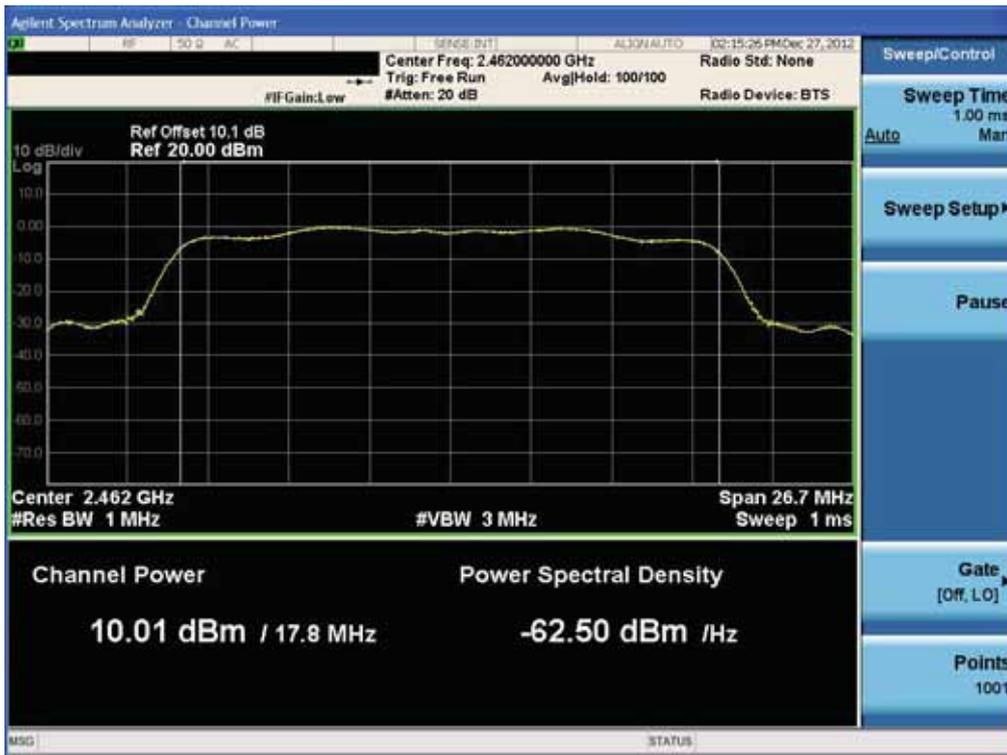 Agilent Spectrum Analyzer - Channel Power
RF 50 Ω AC SENSE:INT ALIGN AUTO 02:15:26 PM Dec 27, 2012
Center Freq: 2.462000000 GHz Radio Std: None
Trig: Free Run Avg|Hold: 100/100
#IFGain:Low #Atten: 20 dB Radio Device: BTS
Ref Offset 10.1 dB
10 dB/div Ref 20.00 dBm
Log
10.0
0.00
-10.0
-20.0
-30.0
-40.0
-50.0
-60.0
-70.0
Center 2.462 GHz Span 26.7 MHz
#Res BW 1 MHz #VBW 3 MHz Sweep 1 ms
Channel Power Power Spectral Density
10.01 dBm / 17.8 MHz -62.50 dBm /Hz
MSG STATUS
Sweep/Control
Sweep Time
1.00 ms
Auto Man
Sweep Setup
Pause
Gate
[Off, LO]
Points
1001